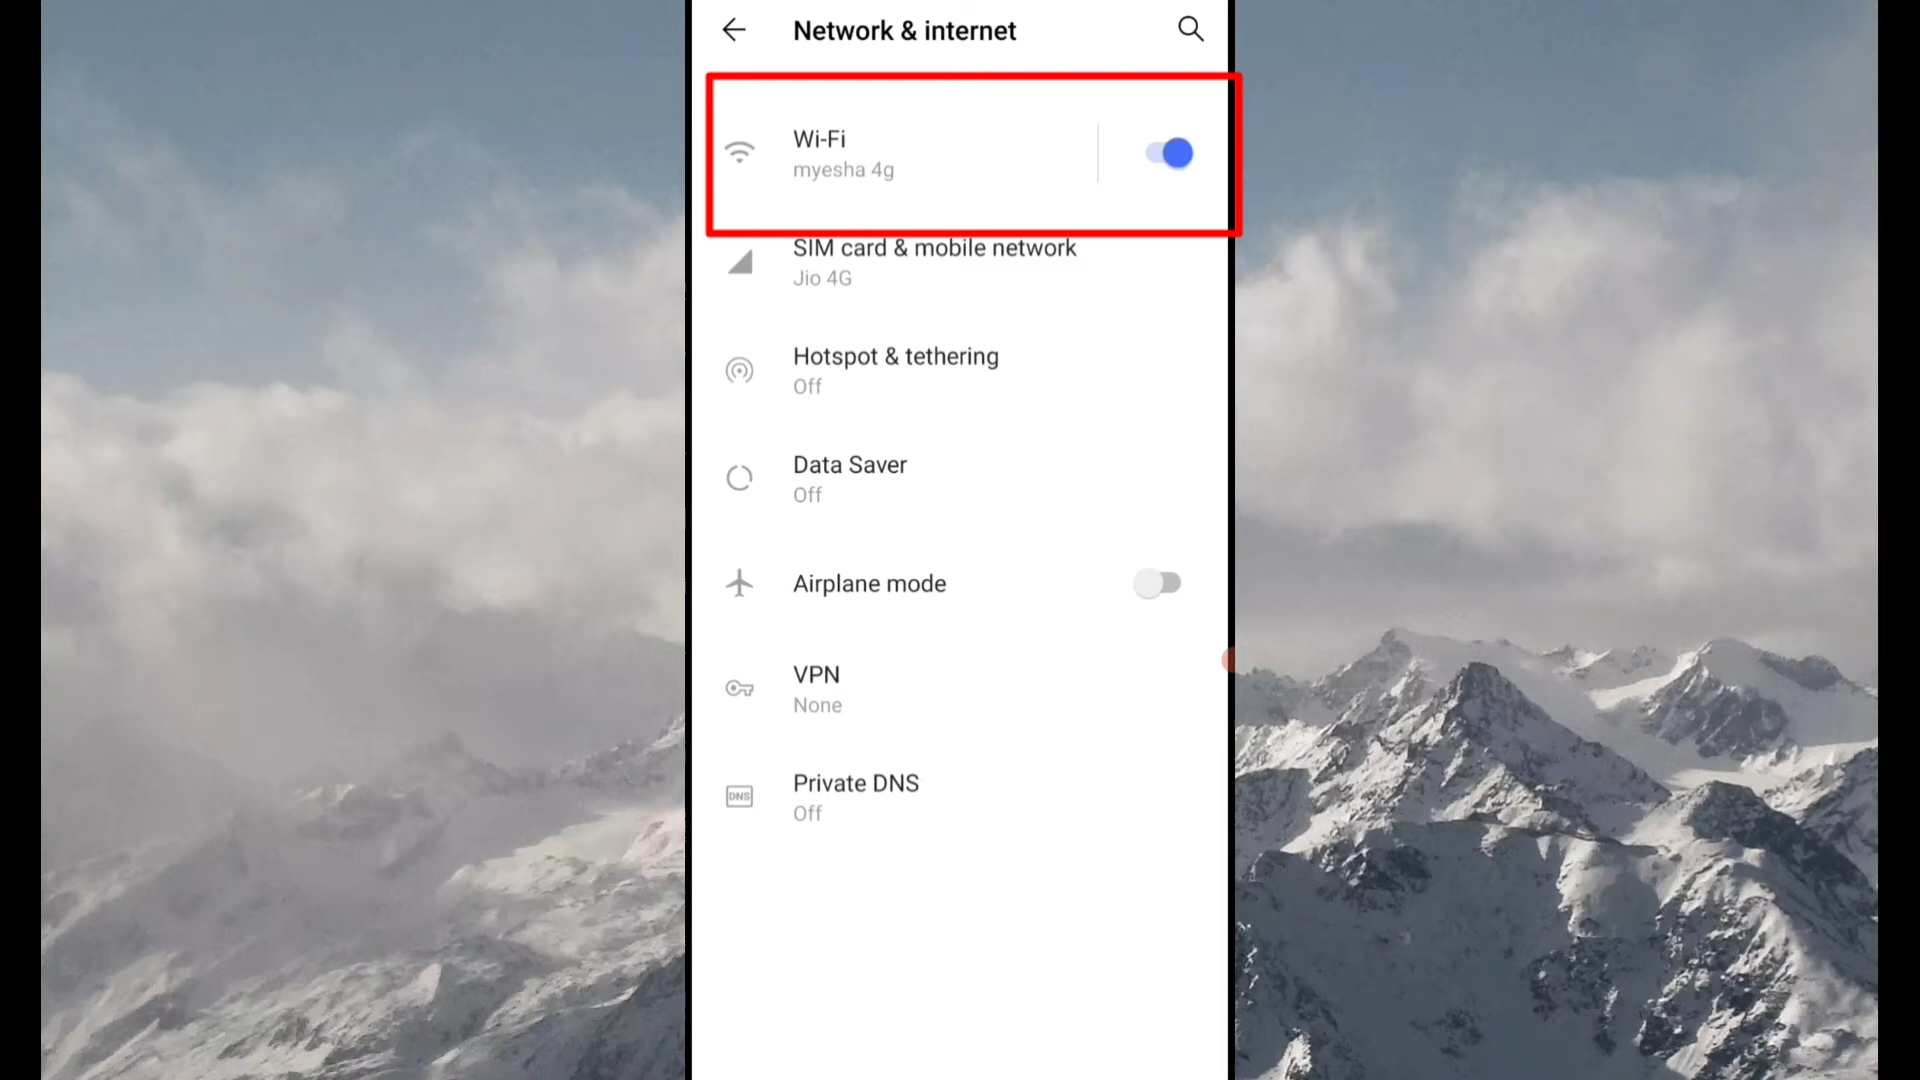 Network & internet
Wi-Fi
myesha 4g
SIM card & mobile network
Jio 4G
Hotspot & tethering
Off
Data Saver
Off
Airplane mode
VPN
None
DNS
Private DNS
Off